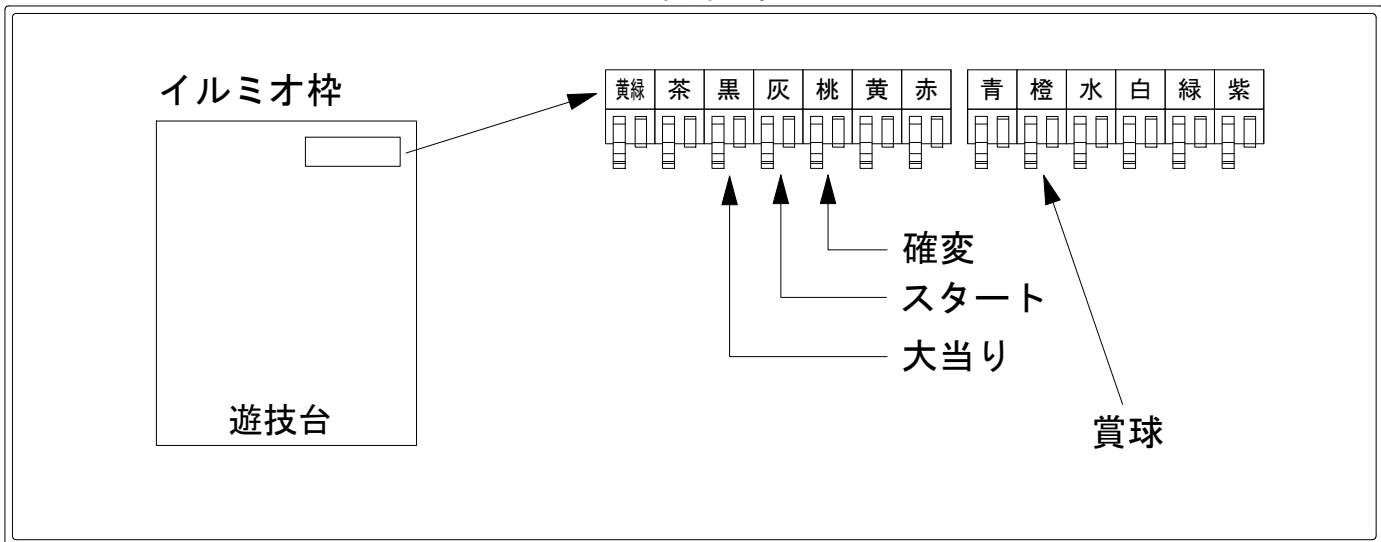 イルミオ枠
黄緑 茶 黒 灰 桃 黄 赤 青 橙 水 白 緑 紫
確変
スタート
大当り
遊技台
賞球